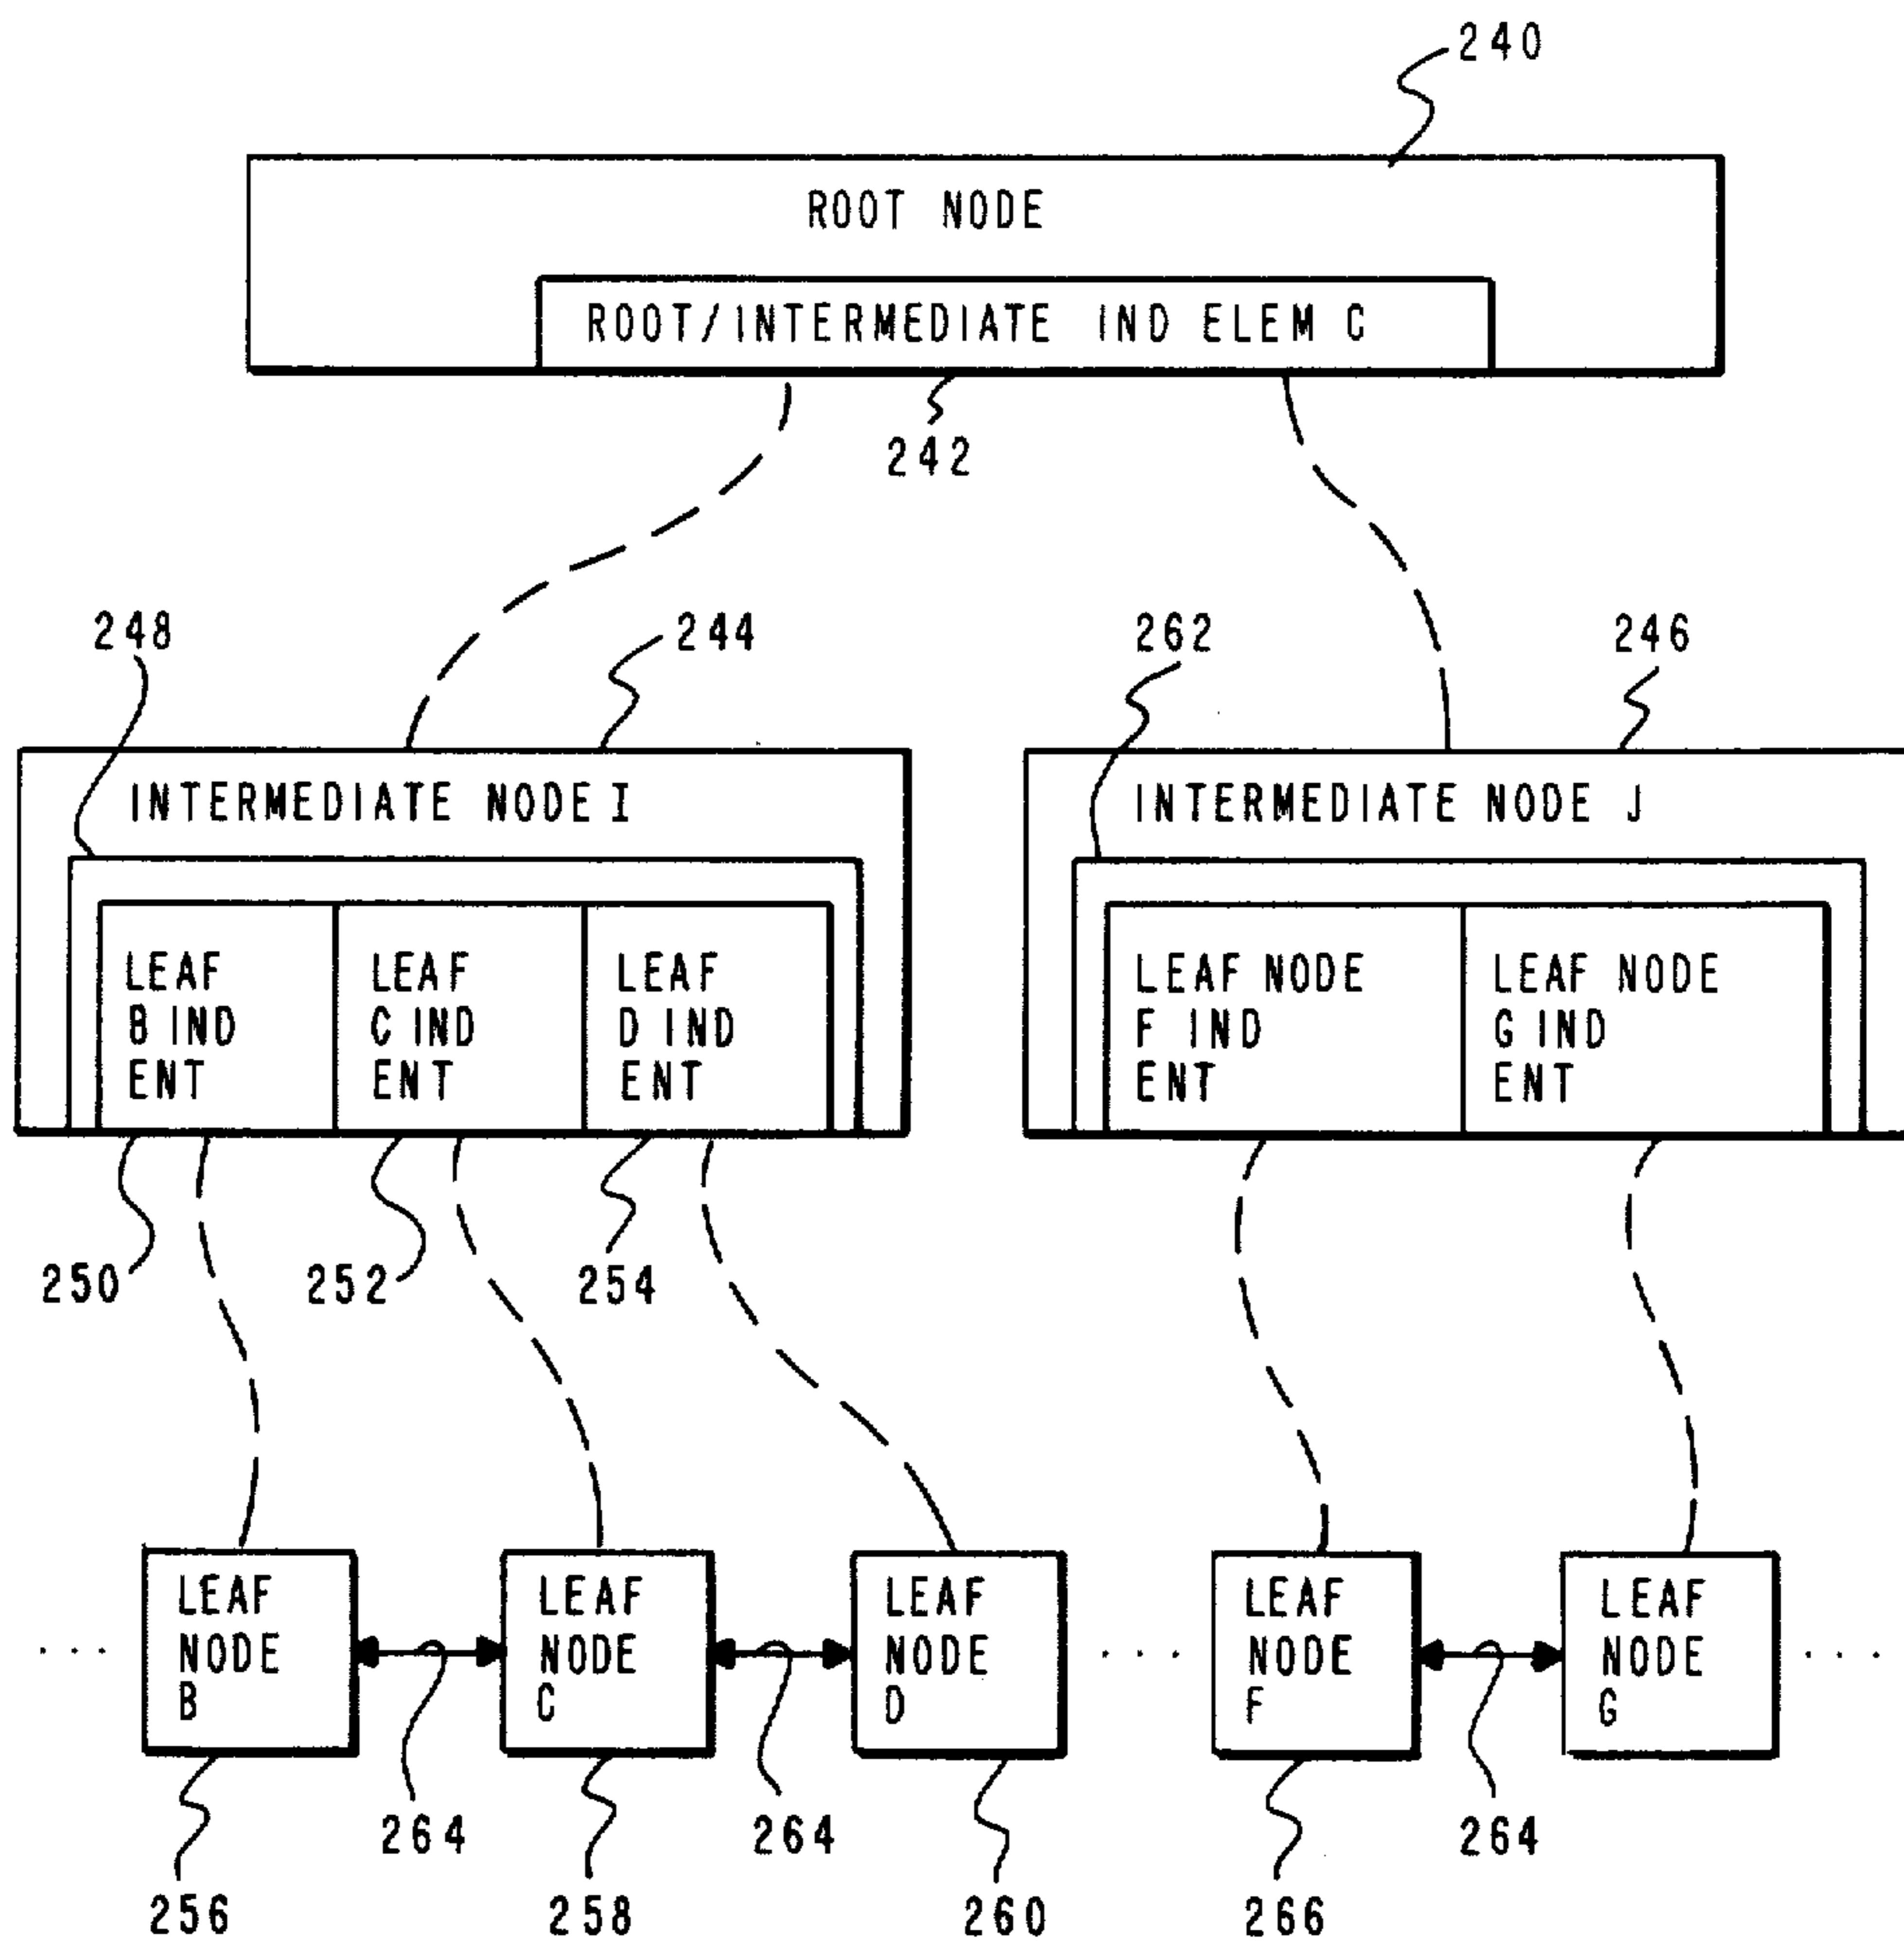 240
ROOT NODE
ROOT/INTERMEDIATE IND ELEM C
242
248
244
262
246
INTERMEDIATE NODE I
INTERMEDIATE NODE J
LEAF
B IND
ENT
LEAF
C IND
ENT
LEAF
D IND
ENT
LEAF NODE
F IND
ENT
LEAF NODE
G IND
ENT
250
252
254
...
LEAF
NODE
B
LEAF
NODE
C
LEAF
NODE
D
...
LEAF
NODE
F
LEAF
NODE
G
...
264
264
264
256
258
260
266